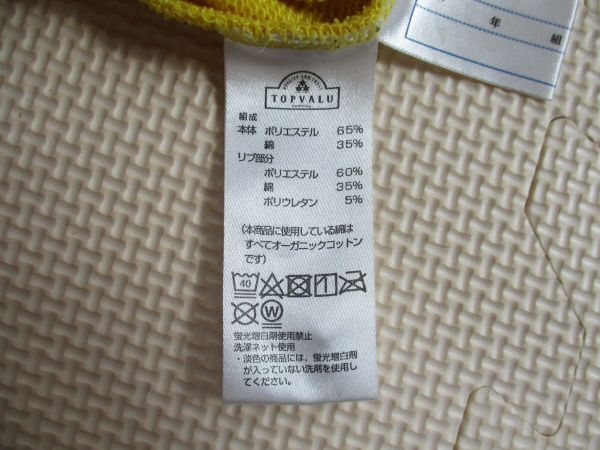 年 組
QUALITY AND TRUST
TOPVALU
組成
本体 ポリエステル 65%
綿 35%
リブ部分
ポリエステル 60%
綿 35%
ポリウレタン 5%
(本商品に使用している綿は
すべてオーガニックコットン
です)
40
W
蛍光増白剤使用禁止
洗濯ネット使用
・淡色の商品には、蛍光増白剤
が入っていない洗剤を使用し
てください。